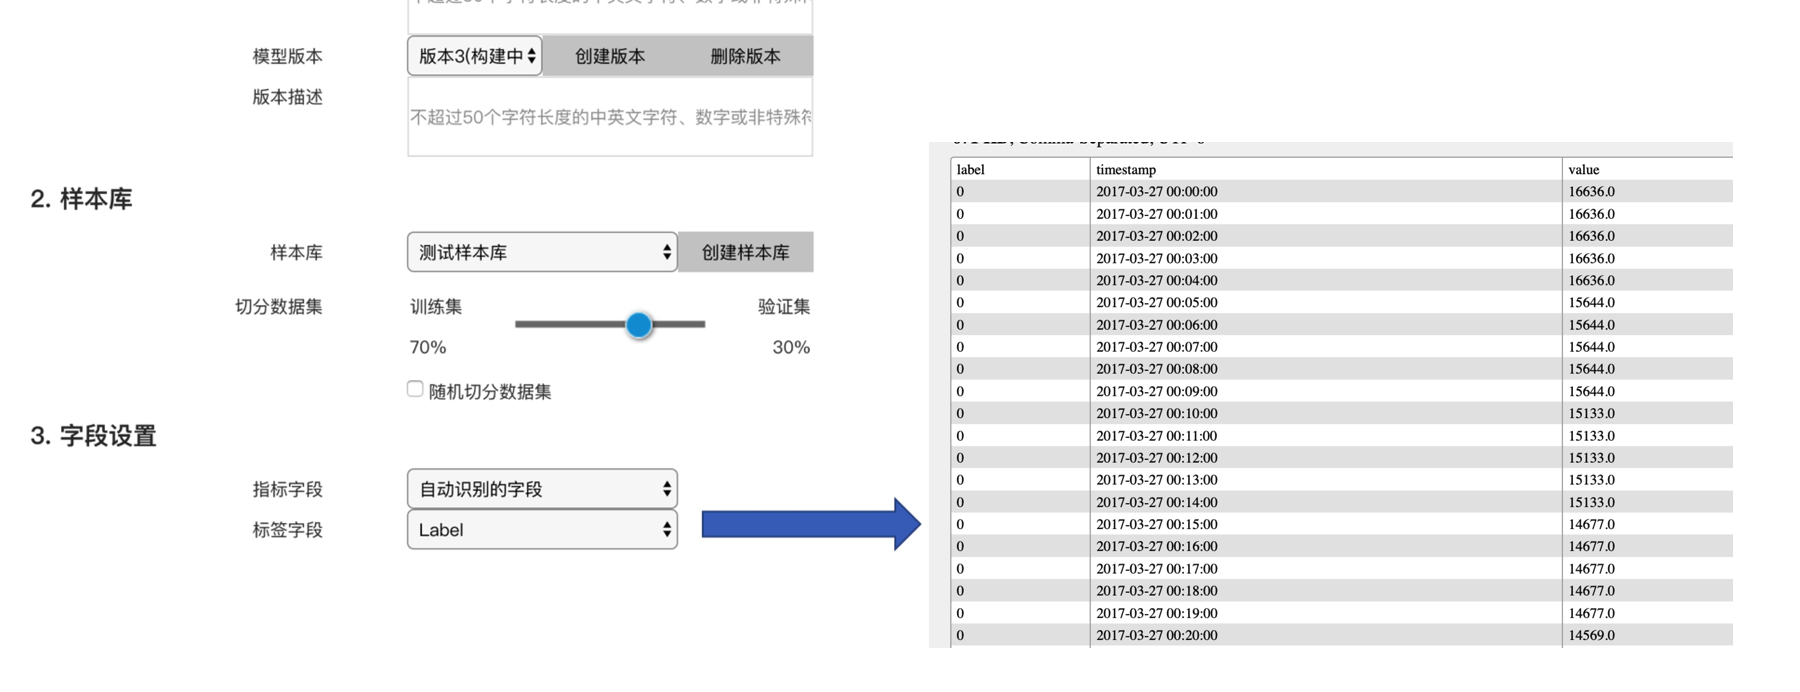 模型版本 版本3(构建中 创建版本 删除版本
版本描述
不超过50个字符长度的中英文字符、数字或非特殊符
2. 样本库
样本库 测试样本库 创建样本库
切分数据集 训练集 验证集
70% 30%
随机切分数据集
3. 字段设置
指标字段 自动识别的字段
标签字段 Label
label timestamp value
0 2017-03-27 00:00:00 16636.0
0 2017-03-27 00:01:00 16636.0
0 2017-03-27 00:02:00 16636.0
0 2017-03-27 00:03:00 16636.0
0 2017-03-27 00:04:00 16636.0
0 2017-03-27 00:05:00 15644.0
0 2017-03-27 00:06:00 15644.0
0 2017-03-27 00:07:00 15644.0
0 2017-03-27 00:08:00 15644.0
0 2017-03-27 00:09:00 15644.0
0 2017-03-27 00:10:00 15133.0
0 2017-03-27 00:11:00 15133.0
0 2017-03-27 00:12:00 15133.0
0 2017-03-27 00:13:00 15133.0
0 2017-03-27 00:14:00 15133.0
0 2017-03-27 00:15:00 14677.0
0 2017-03-27 00:16:00 14677.0
0 2017-03-27 00:17:00 14677.0
0 2017-03-27 00:18:00 14677.0
0 2017-03-27 00:19:00 14677.0
0 2017-03-27 00:20:00 14569.0